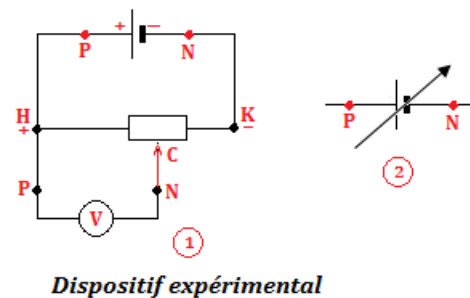 + −
P N
H K
+ −
C
P N
V
1
P N
2
Dispositif expérimental